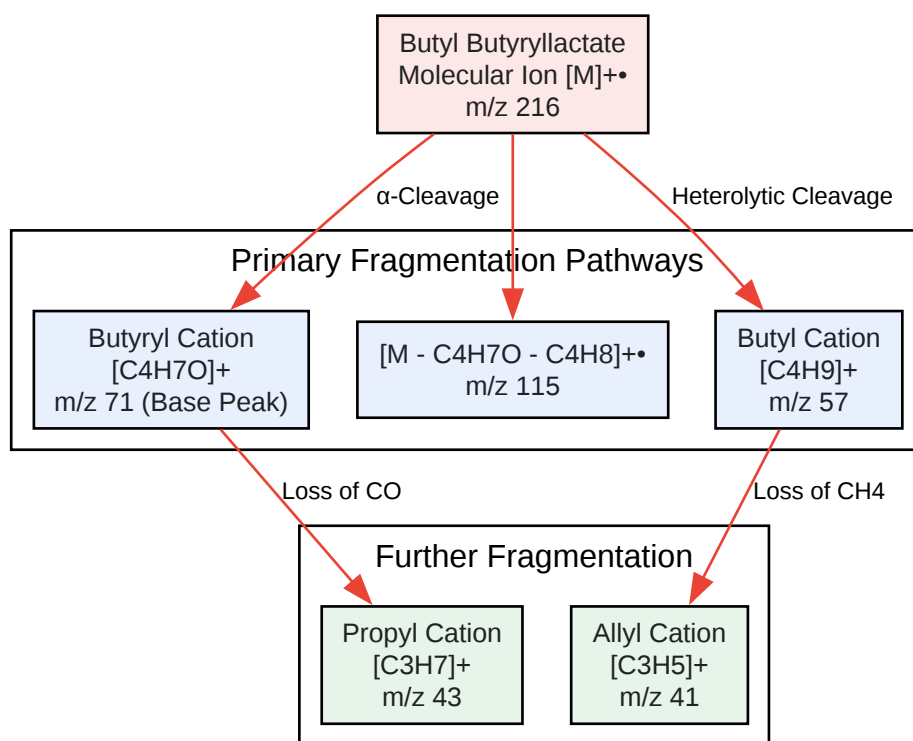 Butyl Butyryllactate
Molecular Ion [M]+•
m/z 216
α-Cleavage
Heterolytic Cleavage
Primary Fragmentation Pathways
Butyryl Cation
[C4H7O]+
m/z 71 (Base Peak)
[M - C4H7O - C4H8]+•
m/z 115
Butyl Cation
[C4H9]+
m/z 57
Loss of CO
Loss of CH4
Further Fragmentation
Propyl Cation
[C3H7]+
m/z 43
Allyl Cation
[C3H5]+
m/z 41